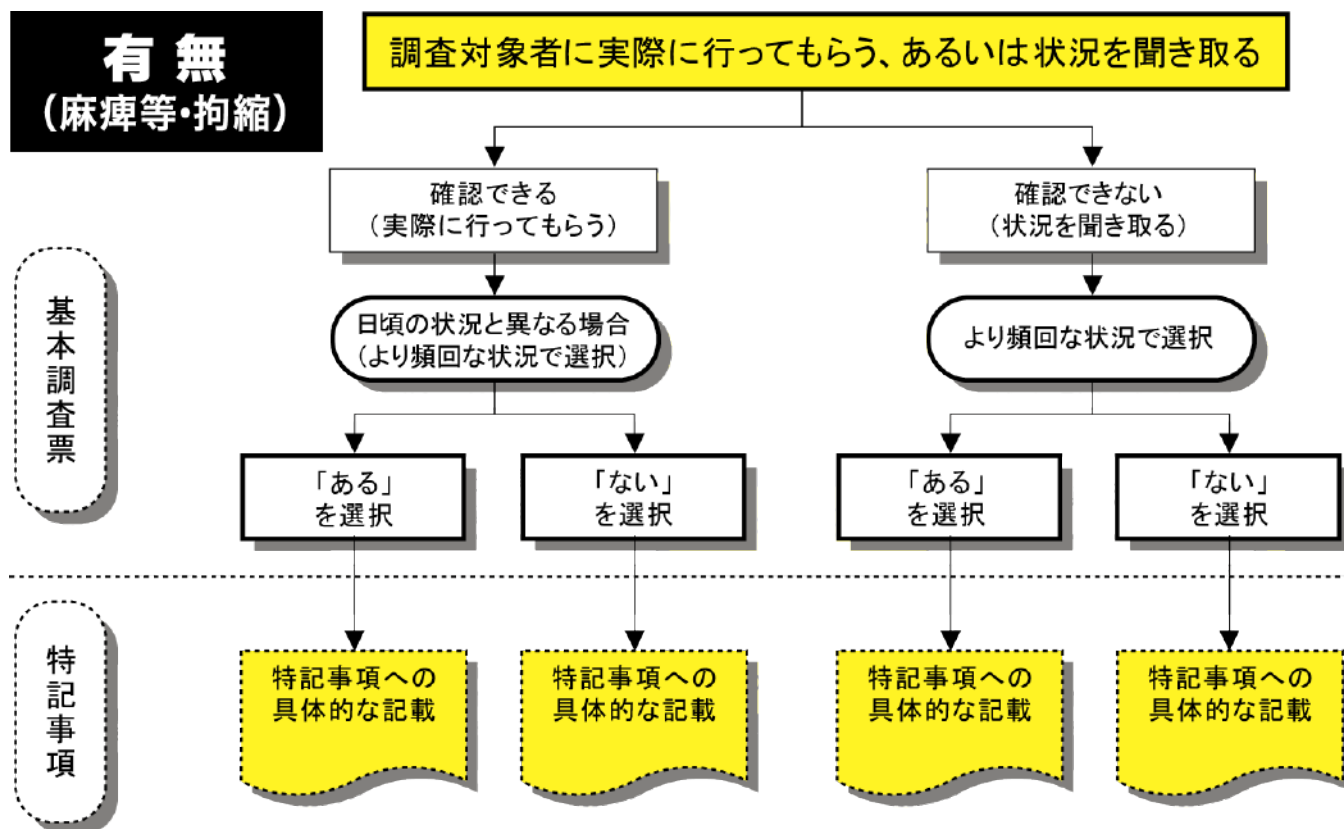 有無
（麻痺等・拘縮）
調査対象者に実際に行ってもらう、あるいは状況を聞き取る
確認できる
（実際に行ってもらう）
確認できない
（状況を聞き取る）
基本調査票
日頃の状況と異なる場合
（より頻回な状況で選択）
より頻回な状況で選択
「ある」
を選択
「ない」
を選択
「ある」
を選択
「ない」
を選択
特記事項
特記事項への
具体的な記載
特記事項への
具体的な記載
特記事項への
具体的な記載
特記事項への
具体的な記載